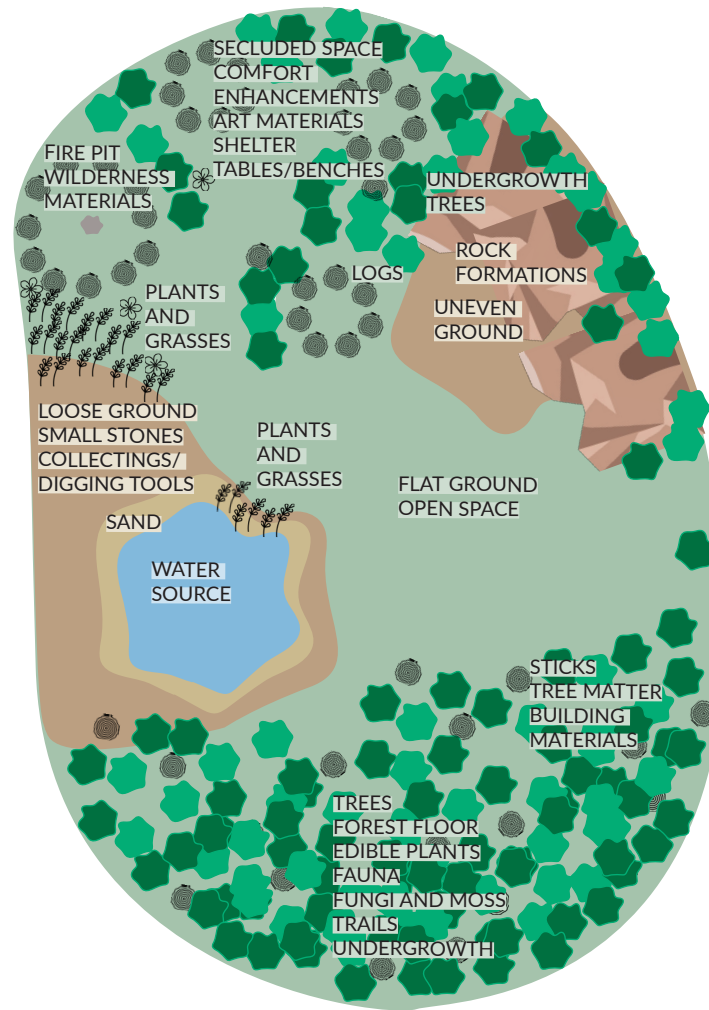 SECLUDED SPACE
COMFORT
ENHANCEMENTS
ART MATERIALS
SHELTER
TABLES/BENCHES
FIRE PIT
WILDERNESS
MATERIALS
UNDERGROWTH
TREES
ROCK
FORMATIONS
LOGS
UNEVEN
GROUND
PLANTS
AND
GRASSES
LOOSE GROUND
SMALL STONES
COLLECTINGS/
DIGGING TOOLS
PLANTS
AND
GRASSES
FLAT GROUND
OPEN SPACE
SAND
WATER
SOURCE
STICKS
TREE MATTER
BUILDING
MATERIALS
TREES
FOREST FLOOR
EDIBLE PLANTS
FAUNA
FUNGI AND MOSS
TRAILS
UNDERGROWTH